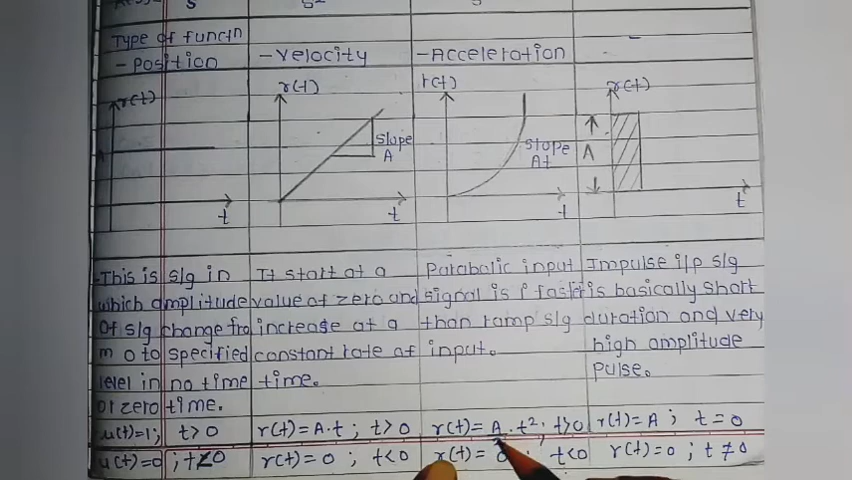 Type of functn
- Position
- Velocity
- Acceleration
r(t)
r(t)
r(t)
r(t)
A
Slope
A
Slope
At
A
t
t
t
t
-This is s/g in
which amplitude
of s/g change fro
m 0 to specified
level in no time
or zero time.
u(t)=1; t>0
u(t)=0; t<0
It start at a
value of zero and
increase at a
constant rate of
time.
r(t)=A.t; t>0
r(t)=0; t<0
Parabolic input
signal is faster
than ramp s/g
input.
r(t)=A.t². t>0
r(t)= 0; t<0
Impulse i/p s/g
is basically short
duration and very
high amplitude
pulse.
r(t)=A; t=0
r(t)=0; t≠0